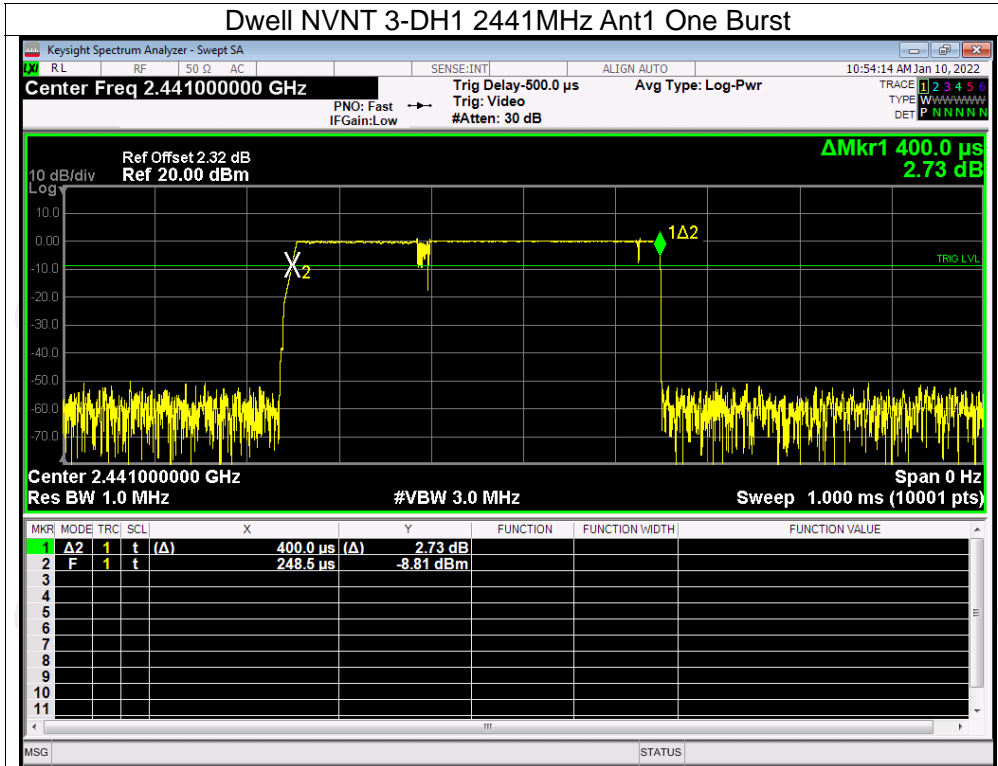 Dwell NVNT 3-DH1 2441MHz Ant1 One Burst
Keysight Spectrum Analyzer - Swept SA
LXI RL RF 50 Ω AC SENSE:INT ALIGN AUTO 10:54:14 AM Jan 10, 2022
Center Freq 2.441000000 GHz
PNO: Fast
IFGain:Low
Trig Delay-500.0 µs
Trig: Video
#Atten: 30 dB
Avg Type: Log-Pwr
TRACE 1 2 3 4 5 6
TYPE WWWWWWW
DET P N N N N N
ΔMkr1 400.0 µs
2.73 dB
Ref Offset 2.32 dB
10 dB/div Ref 20.00 dBm
Log
10.0
0.00
-10.0
-20.0
-30.0
-40.0
-50.0
-60.0
-70.0
1Δ2
2
TRIG LVL
Center 2.441000000 GHz Span 0 Hz
Res BW 1.0 MHz #VBW 3.0 MHz Sweep 1.000 ms (10001 pts)
MKR MODE TRC SCL X Y FUNCTION FUNCTION WIDTH FUNCTION VALUE
1 Δ2 1 t (Δ) 400.0 µs (Δ) 2.73 dB
2 F 1 t 248.5 µs -8.81 dBm
3
4
5
6
7
8
9
10
11
MSG STATUS